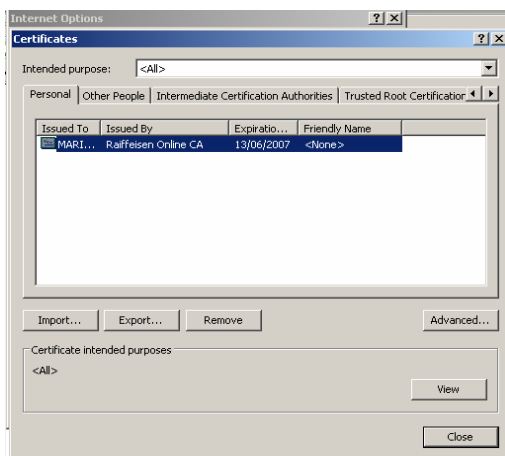 Internet Options
Certificates
Intended purpose: <All>
Personal Other People Intermediate Certification Authorities Trusted Root Certification
Issued To Issued By Expiratio... Friendly Name
MARI... Raiffeisen Online CA 13/06/2007 <None>
Import... Export... Remove Advanced...
Certificate intended purposes
<All>
View
Close